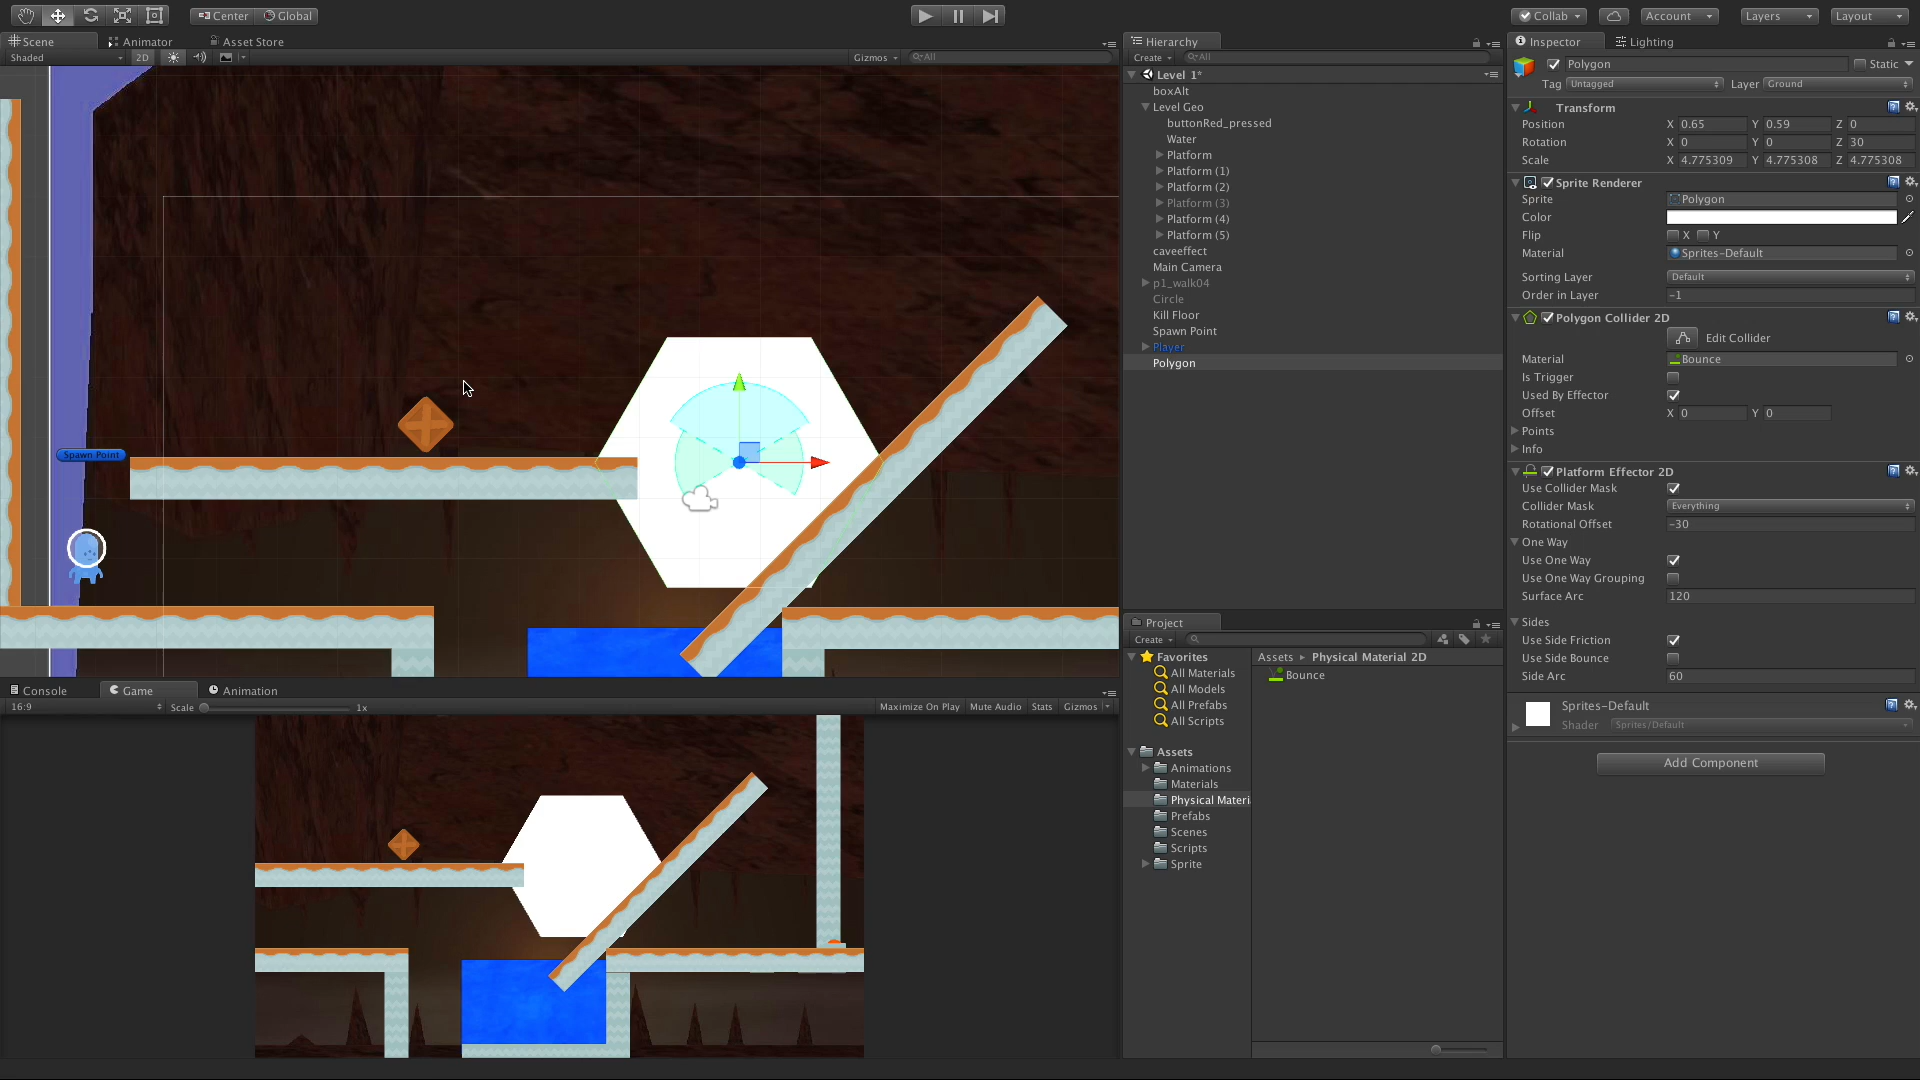 Center Global
Collab Account Layers Layout
Scene Animator Asset Store
Shaded 2D Gizmos All
Spawn Point
Console Game Animation
16:9 Scale 1x Maximize On Play Mute Audio Stats Gizmos
Hierarchy
Create All
Level 1*
boxAlt
Level Geo
buttonRed_pressed
Water
Platform
Platform (1)
Platform (2)
Platform (3)
Platform (4)
Platform (5)
caveeffect
Main Camera
p1_walk04
Circle
Kill Floor
Spawn Point
Player
Polygon
Project
Create
Favorites
All Materials
All Models
All Prefabs
All Scripts
Assets
Animations
Materials
Physical Materi
Prefabs
Scenes
Scripts
Sprite
Assets Physical Material 2D
Bounce
Inspector Lighting
Polygon Static
Tag Untagged Layer Ground
Transform
Position X 0.65 Y 0.59 Z 0
Rotation X 0 Y 0 Z 30
Scale X 4.775309 Y 4.775308 Z 4.775308
Sprite Renderer
Sprite Polygon
Color
Flip X Y
Material Sprites-Default
Sorting Layer Default
Order in Layer -1
Polygon Collider 2D
Edit Collider
Material Bounce
Is Trigger
Used By Effector
Offset X 0 Y 0
Points
Info
Platform Effector 2D
Use Collider Mask
Collider Mask Everything
Rotational Offset -30
One Way
Use One Way
Use One Way Grouping
Surface Arc 120
Sides
Use Side Friction
Use Side Bounce
Side Arc 60
Sprites-Default
Shader Sprites/Default
Add Component